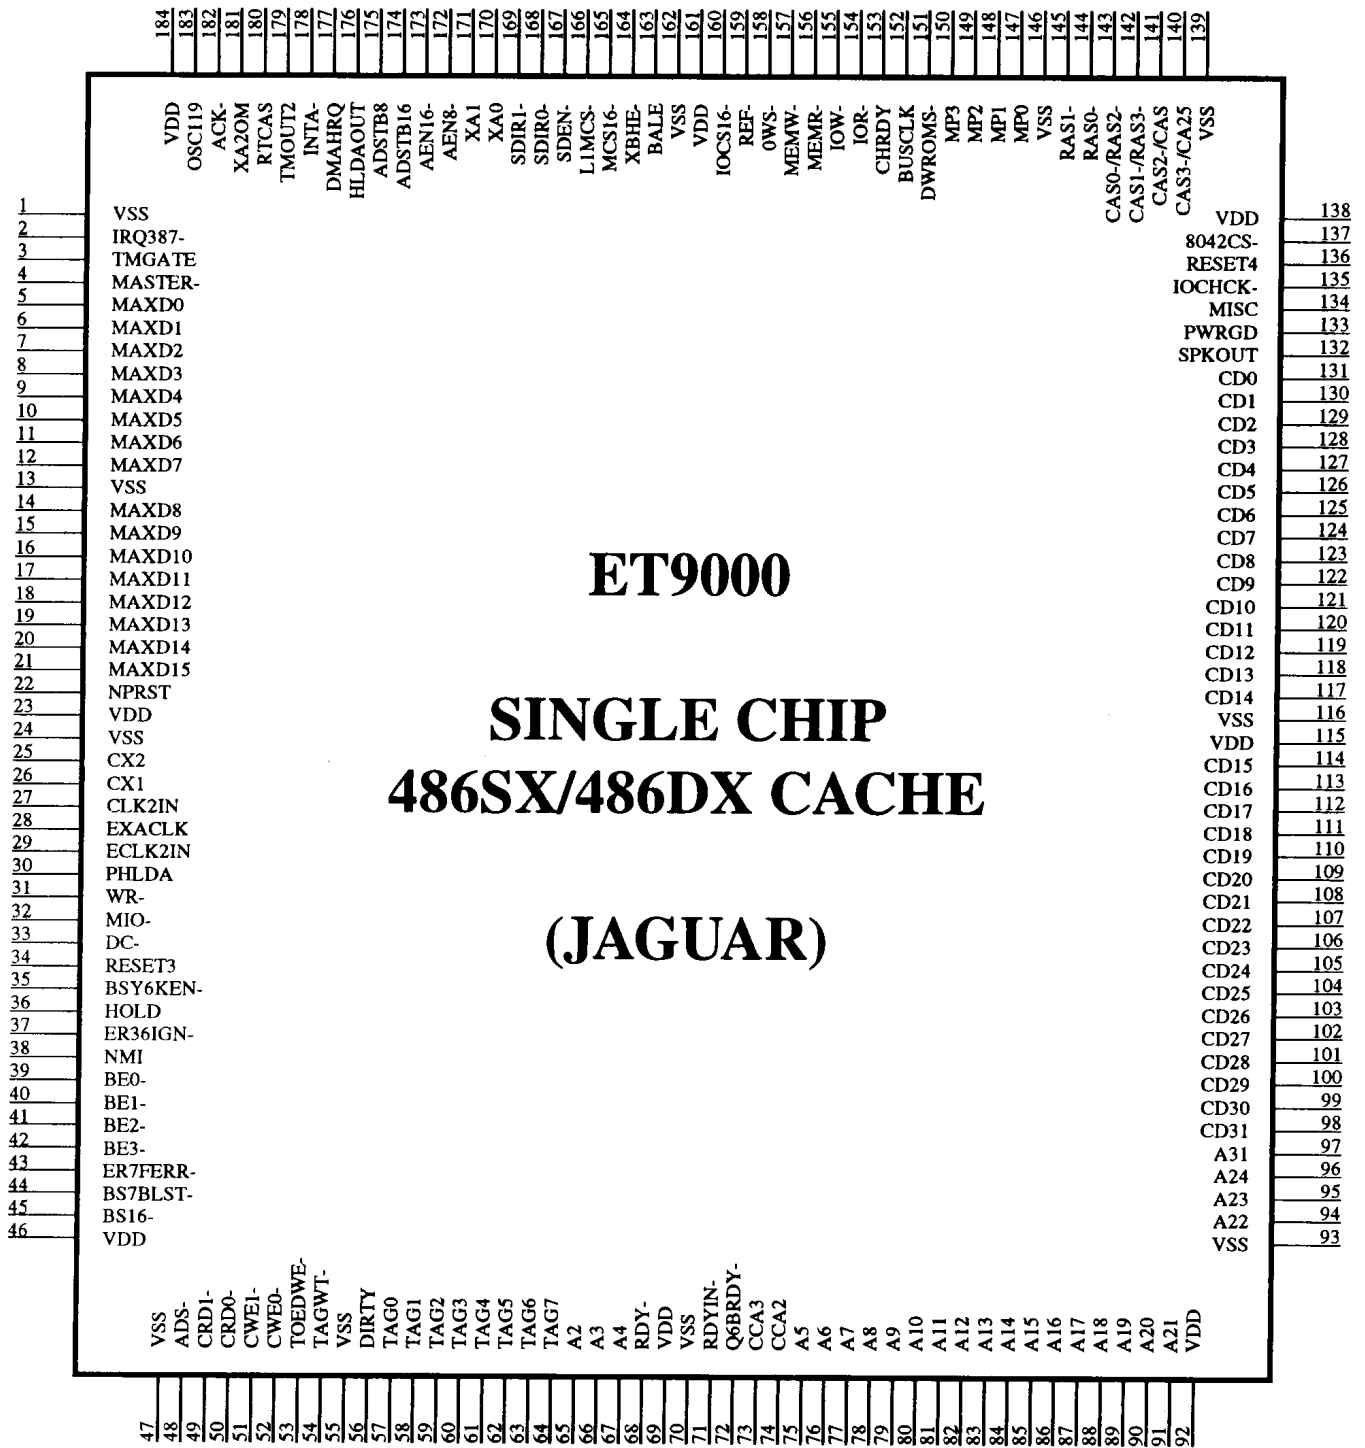 184 183 182 181 180 179 178 177 176 175 174 173 172 171 170 169 168 167 166 165 164 163 162 161 160 159 158 157 156 155 154 153 152 151 150 149 148 147 146 145 144 143 142 141 140 139
VDD OSC119 ACK- XA20M RTCAS TMOUT2 INTA- DMAHRQ HLDAOUT ADSTB8 ADSTB16 AEN16- AEN8- XA1 XA0 SDIR1- SDIR0- SDEN- L1MCS- MCS16- XBHE- BALE VSS VDD IOCS16- REF- 0WS- MEMW- MEMR- IOW- IOR- CHRDY BUSCLK DWROMS- MP3 MP2 MP1 MP0 VSS RAS1- RAS0- CAS0-/RAS2- CAS1-/RAS3- CAS2-/CAS CAS3-/CA25 VSS
1 VSS
2 IRQ387-
3 TMGATE
4 MASTER-
5 MAXD0
6 MAXD1
7 MAXD2
8 MAXD3
9 MAXD4
10 MAXD5
11 MAXD6
12 MAXD7
13 VSS
14 MAXD8
15 MAXD9
16 MAXD10
17 MAXD11
18 MAXD12
19 MAXD13
20 MAXD14
21 MAXD15
22 NPRST
23 VDD
24 VSS
25 CX2
26 CX1
27 CLK2IN
28 EXACLK
29 ECLK2IN
30 PHLDA
31 WR-
32 MIO-
33 DC-
34 RESET3
35 BSY6KEN-
36 HOLD
37 ER36IGN-
38 NMI
39 BE0-
40 BE1-
41 BE2-
42 BE3-
43 ER7FERR-
44 BS7BLST-
45 BS16-
46 VDD
ET9000
SINGLE CHIP
486SX/486DX CACHE
(JAGUAR)
VDD 138
8042CS- 137
RESET4 136
IOCHCK- 135
MISC 134
PWRGD 133
SPKOUT 132
CD0 131
CD1 130
CD2 129
CD3 128
CD4 127
CD5 126
CD6 125
CD7 124
CD8 123
CD9 122
CD10 121
CD11 120
CD12 119
CD13 118
CD14 117
VSS 116
VDD 115
CD15 114
CD16 113
CD17 112
CD18 111
CD19 110
CD20 109
CD21 108
CD22 107
CD23 106
CD24 105
CD25 104
CD26 103
CD27 102
CD28 101
CD29 100
CD30 99
CD31 98
A31 97
A24 96
A23 95
A22 94
VSS 93
VSS ADS- CRD1- CRD0- CWE1- CWE0- TOEDWE- TAGWT- VSS DIRTY TAG0 TAG1 TAG2 TAG3 TAG4 TAG5 TAG6 TAG7 A2 A3 A4 RDY- VDD VSS RDYIN- Q6BRDY- CCA3 CCA2 A5 A6 A7 A8 A9 A10 A11 A12 A13 A14 A15 A16 A17 A18 A19 A20 A21 VDD
47 48 49 50 51 52 53 54 55 56 57 58 59 60 61 62 63 64 65 66 67 68 69 70 71 72 73 74 75 76 77 78 79 80 81 82 83 84 85 86 87 88 89 90 91 92